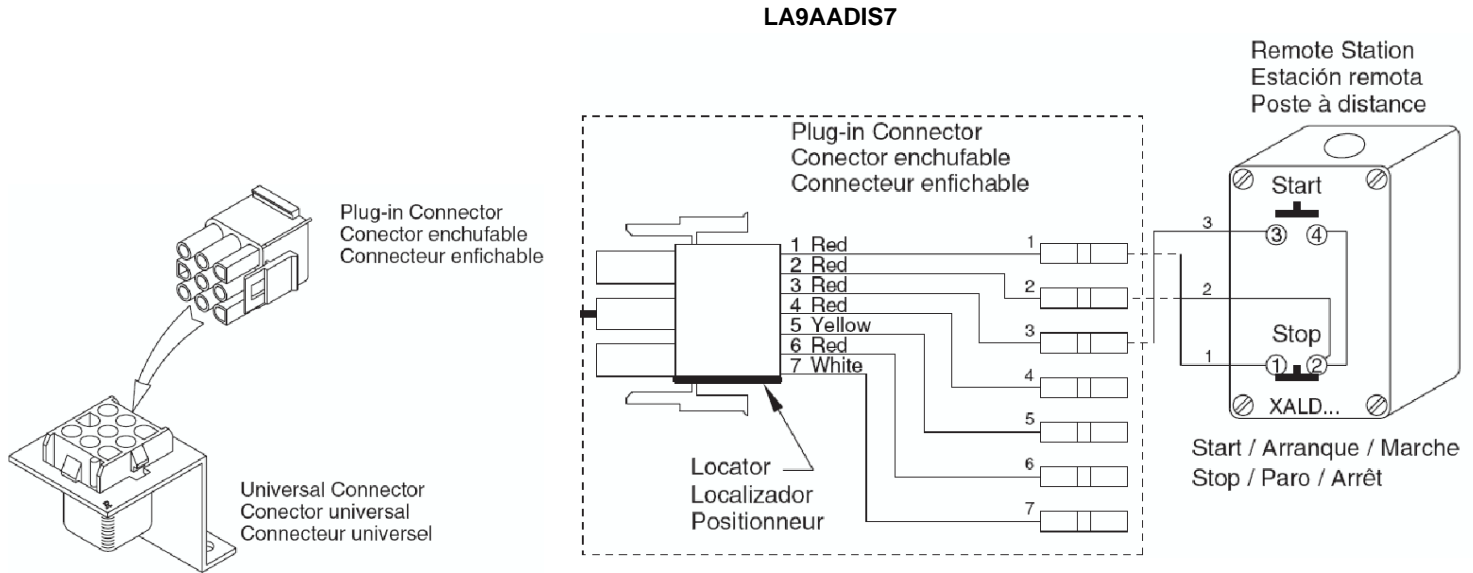 LA9AADIS7
Remote Station
Estación remota
Poste à distance
Plug-in Connector
Conector enchufable
Connecteur enfichable
Plug-in Connector
Conector enchufable
Connecteur enfichable
Start
3
3 4
1 Red
2 Red
3 Red
4 Red
5 Yellow
6 Red
7 White
1
2
3
4
5
6
7
2
Stop
1
1 2
XALD...
Locator
Localizador
Positionneur
Start / Arranque / Marche
Stop / Paro / Arrêt
Universal Connector
Conector universal
Connecteur universel